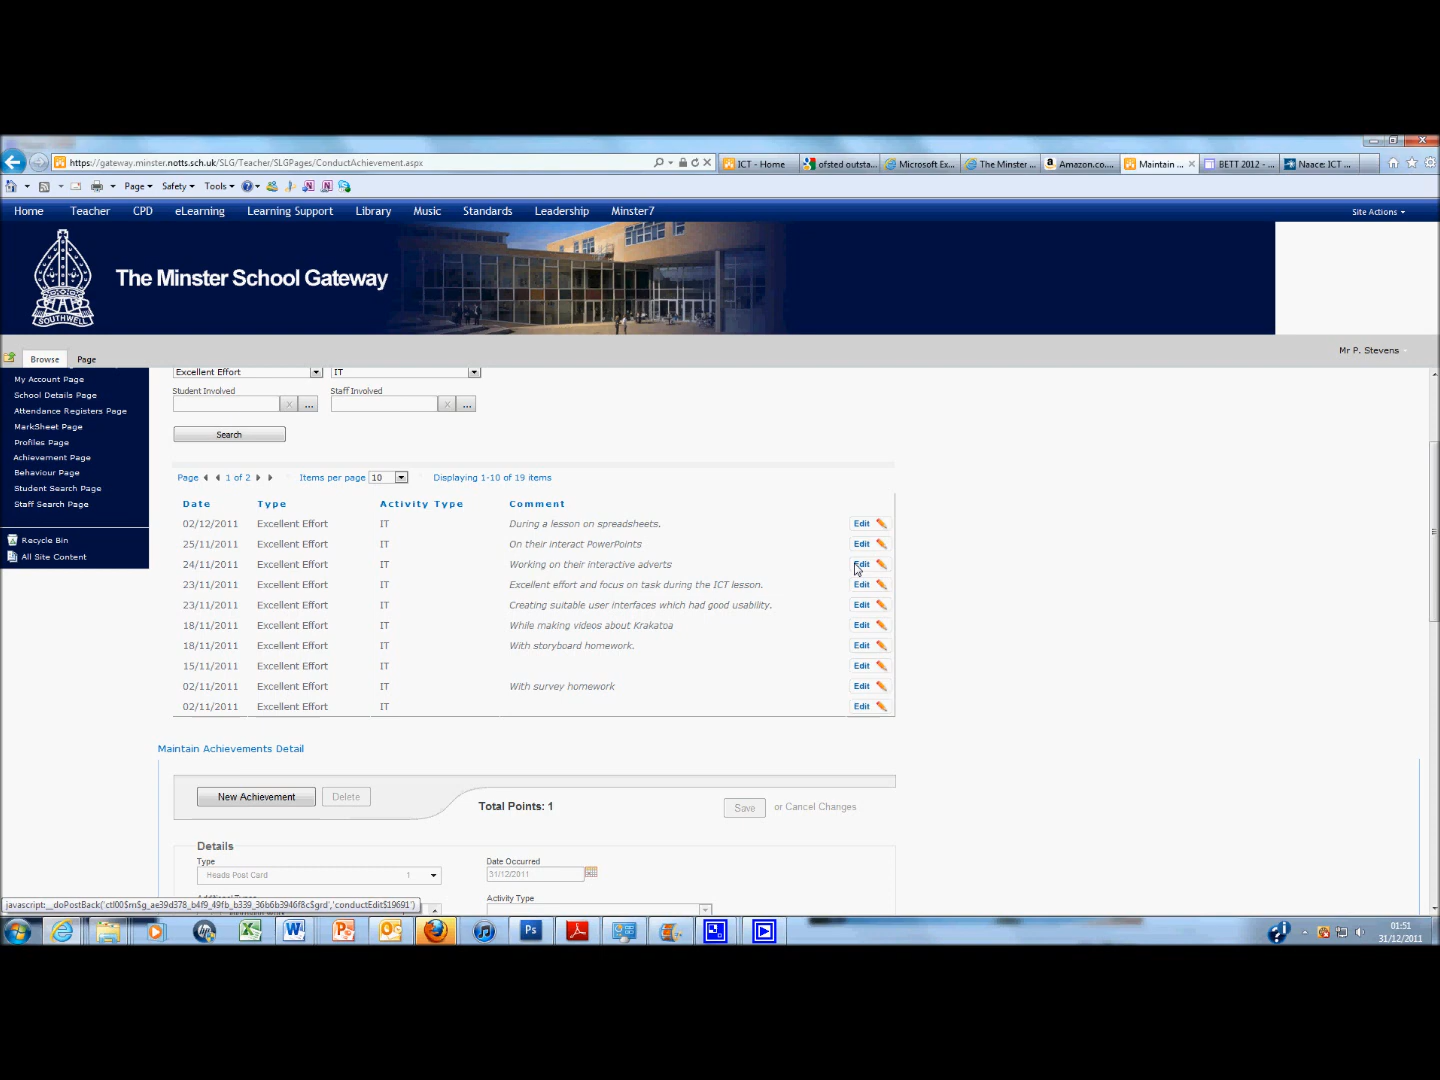 https://gateway.minster.notts.sch.uk/SLG/Teacher/SLGPages/ConductAchievement.aspx
ICT - Home
ofsted outsta...
Microsoft Ex...
The Minster ...
Amazon.co....
Maintain ...
BETT 2012 - ...
Naace: ICT ...
Page
Safety
Tools
Home Teacher CPD eLearning Learning Support Library Music Standards Leadership Minster7
Site Actions
The Minster School Gateway
SOUTHWELL
Browse Page
Mr P. Stevens
My Account Page
School Details Page
Attendance Registers Page
MarkSheet Page
Profiles Page
Achievement Page
Behaviour Page
Student Search Page
Staff Search Page
Recycle Bin
All Site Content
Excellent Effort IT
Student Involved Staff Involved
x ... x ...
Search
Page 1 of 2 Items per page 10 Displaying 1-10 of 19 items
Date Type Activity Type Comment
02/12/2011 Excellent Effort IT During a lesson on spreadsheets. Edit
25/11/2011 Excellent Effort IT On their interact PowerPoints Edit
24/11/2011 Excellent Effort IT Working on their interactive adverts Edit
23/11/2011 Excellent Effort IT Excellent effort and focus on task during the ICT lesson. Edit
23/11/2011 Excellent Effort IT Creating suitable user interfaces which had good usability. Edit
18/11/2011 Excellent Effort IT While making videos about Krakatoa Edit
18/11/2011 Excellent Effort IT With storyboard homework. Edit
15/11/2011 Excellent Effort IT Edit
02/11/2011 Excellent Effort IT With survey homework Edit
02/11/2011 Excellent Effort IT Edit
Maintain Achievements Detail
New Achievement Delete Total Points: 1 Save or Cancel Changes
Details
Type Date Occurred
Heads Post Card 1 31/12/2011
Activity Type
javascript:__doPostBack('ctl00$m$g_ae39d378_b4f9_49fb_b339_36b6b3946f8c$grd','conductEdit$19691')
Ps
01:51
31/12/2011